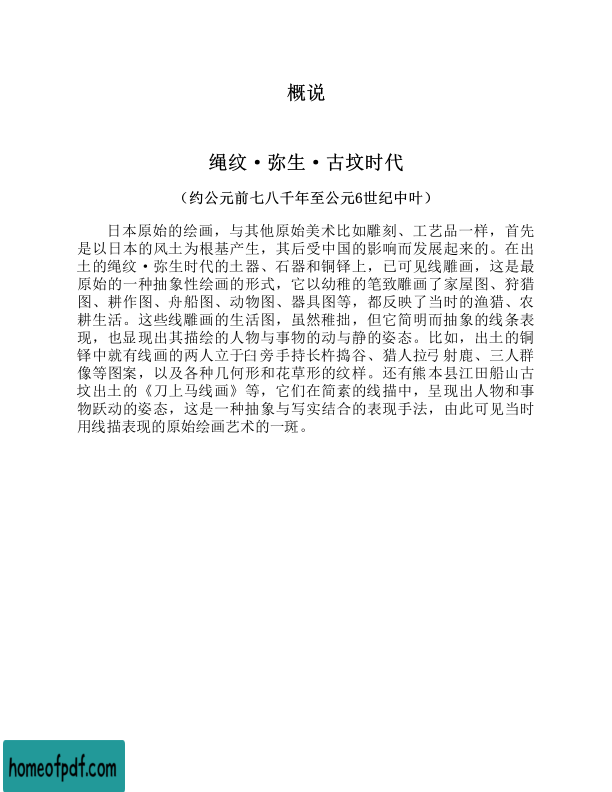 概说
绳纹·弥生·古坟时代
（约公元前七八千年至公元6世纪中叶）
日本原始的绘画，与其他原始美术比如雕刻、工艺品一样，首先
是以日本的风土为根基产生，其后受中国的影响而发展起来的。在出
土的绳纹·弥生时代的土器、石器和铜铎上，已可见线雕画，这是最
原始的一种抽象性绘画的形式，它以幼稚的笔致雕画了家屋图、狩猎
图、耕作图、舟船图、动物图、器具图等，都反映了当时的渔猎、农
耕生活。这些线雕画的生活图，虽然稚拙，但它简明而抽象的线条表
现，也显现出其描绘的人物与事物的动与静的姿态。比如，出土的铜
铎中就有线画的两人立于臼旁手持长杵捣谷、猎人拉弓射鹿、三人群
像等图案，以及各种几何形和花草形的纹样。还有熊本县江田船山古
坟出土的《刀上马线画》等，它们在简素的线描中，呈现出人物和事
物跃动的姿态，这是一种抽象与写实结合的表现手法，由此可见当时
用线描表现的原始绘画艺术的一斑。
homeofpdf.com